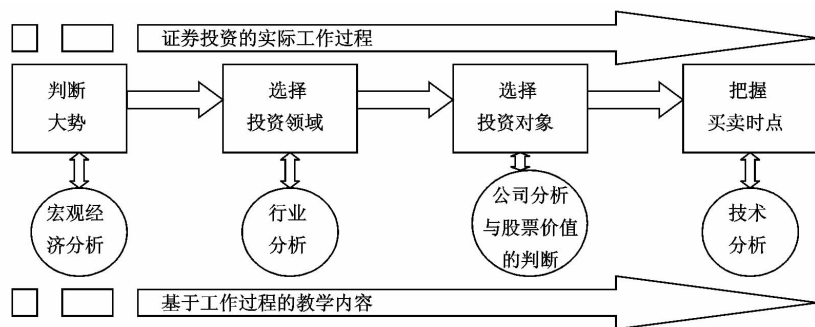 证券投资的实际工作过程
判断
大势
选择
投资领域
选择
投资对象
把握
买卖时点
宏观经
济分析
行业
分析
公司分析
与股票价值
的判断
技术
分析
基于工作过程的教学内容